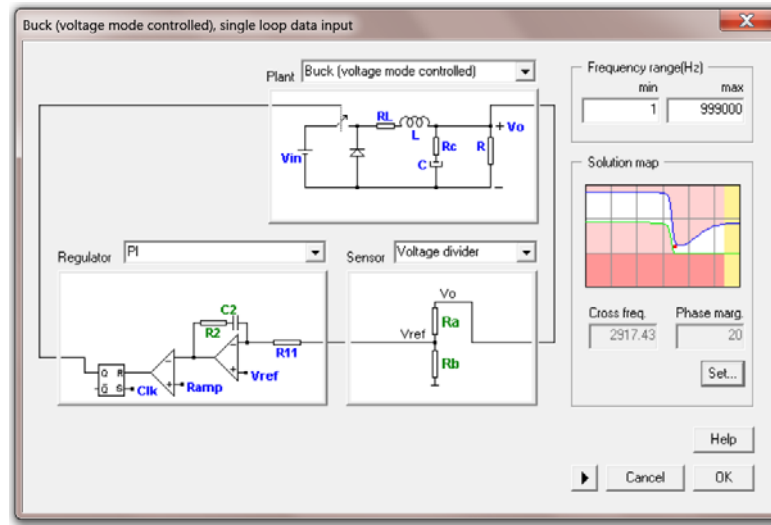 Buck (voltage mode controlled), single loop data input
Plant Buck (voltage mode controlled)
RL
L
Vin
Rc
C
R
+ Vo
−
Frequency range(Hz)
min max
1 999000
Solution map
Cross freq. Phase marg.
2917.43 20
Set...
Regulator PI
C2
R2
R11
Q R
Q S
Clk
Ramp
Vref
Sensor Voltage divider
Vo
Vref
Ra
Rb
Help
Cancel OK